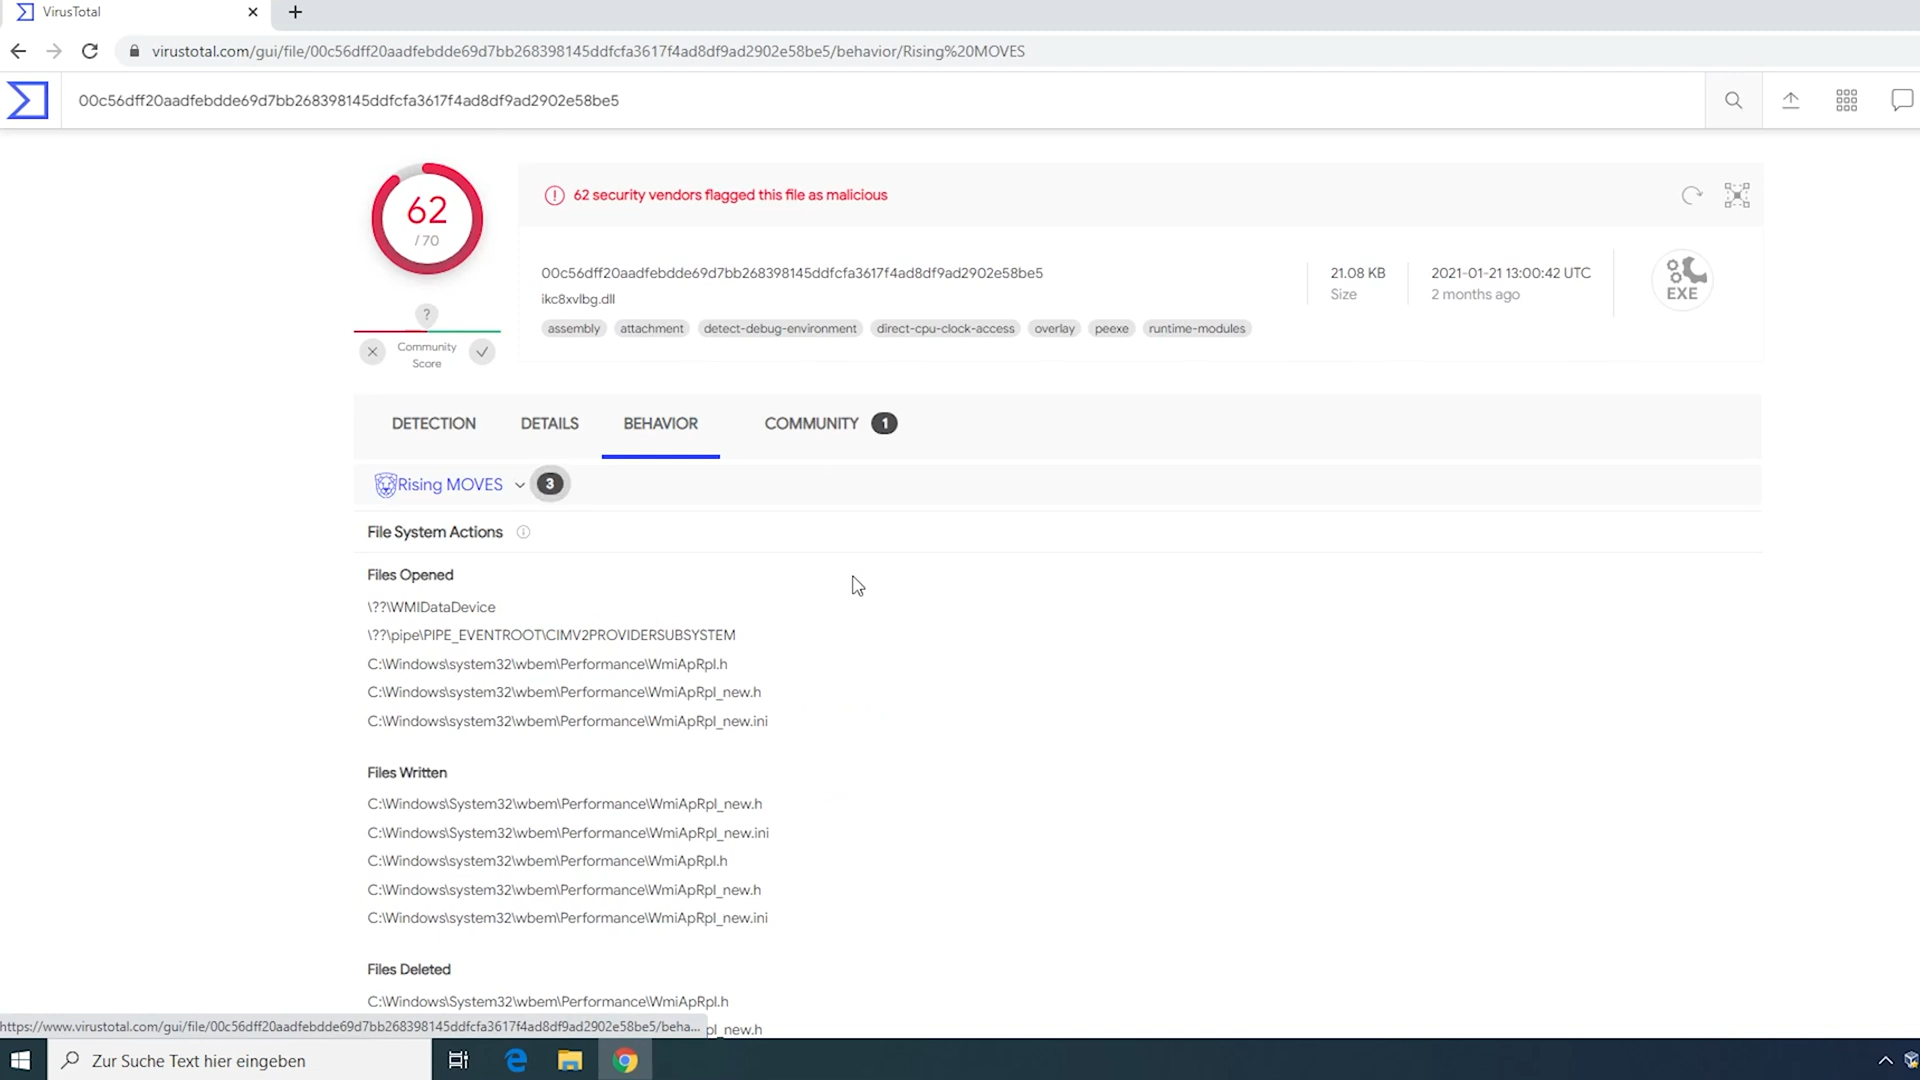 VirusTotal
virustotal.com/gui/file/00c56dff20aadfebdde69d7bb268398145ddfcfa3617f4ad8df9ad2902e58be5/behavior/Rising%20MOVES
00c56dff20aadfebdde69d7bb268398145ddfcfa3617f4ad8df9ad2902e58be5
62
/ 70
62 security vendors flagged this file as malicious
00c56dff20aadfebdde69d7bb268398145ddfcfa3617f4ad8df9ad2902e58be5
ikc8xvlbg.dll
21.08 KB
Size
2021-01-21 13:00:42 UTC
2 months ago
EXE
assembly attachment detect-debug-environment direct-cpu-clock-access overlay peexe runtime-modules
?
Community
Score
DETECTION DETAILS BEHAVIOR COMMUNITY 1
Rising MOVES 3
File System Actions
Files Opened
\??\WMIDataDevice
\??\pipe\PIPE_EVENTROOT\CIMV2PROVIDERSUBSYSTEM
C:\Windows\system32\wbem\Performance\WmiApRpl.h
C:\Windows\system32\wbem\Performance\WmiApRpl_new.h
C:\Windows\system32\wbem\Performance\WmiApRpl_new.ini
Files Written
C:\Windows\System32\wbem\Performance\WmiApRpl_new.h
C:\Windows\System32\wbem\Performance\WmiApRpl_new.ini
C:\Windows\system32\wbem\Performance\WmiApRpl.h
C:\Windows\system32\wbem\Performance\WmiApRpl_new.h
C:\Windows\system32\wbem\Performance\WmiApRpl_new.ini
Files Deleted
C:\Windows\System32\wbem\Performance\WmiApRpl.h
https://www.virustotal.com/gui/file/00c56dff20aadfebdde69d7bb268398145ddfcfa3617f4ad8df9ad2902e58be5/beha... pl_new.h
Zur Suche Text hier eingeben